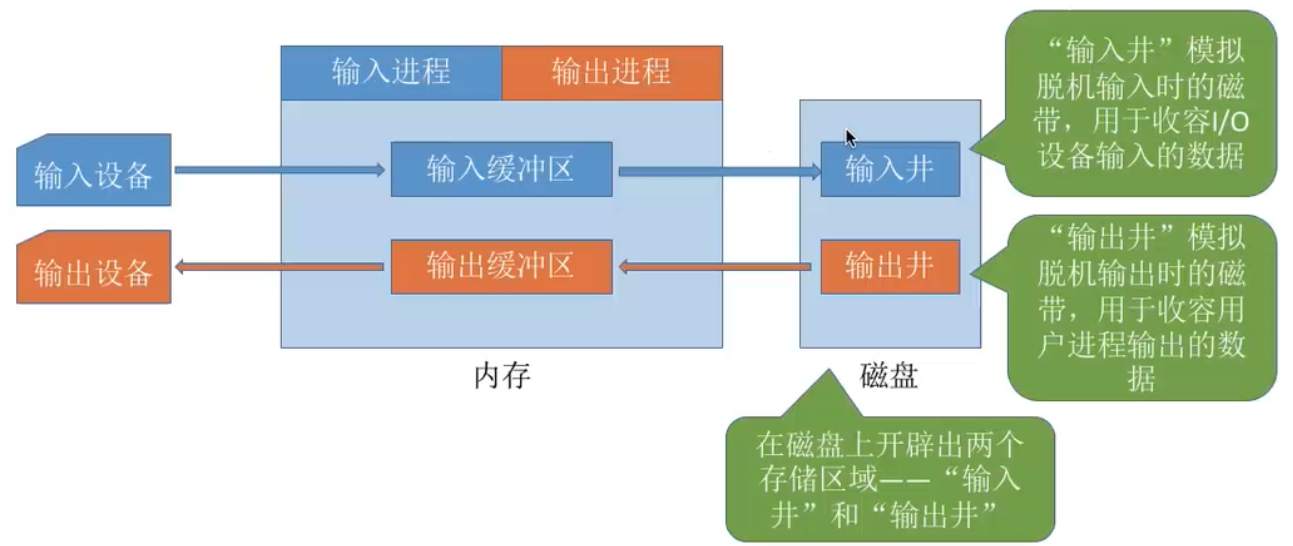 输入进程
输出进程
“输入井”模拟
脱机输入时的磁
带，用于收容I/O
设备输入的数据
输入设备
输入缓冲区
输入井
输出设备
输出缓冲区
输出井
“输出井”模拟
脱机输出时的磁
带，用于收容用
户进程输出的数
据
内存
磁盘
在磁盘上开辟出两个
存储区域——“输入
井”和“输出井”